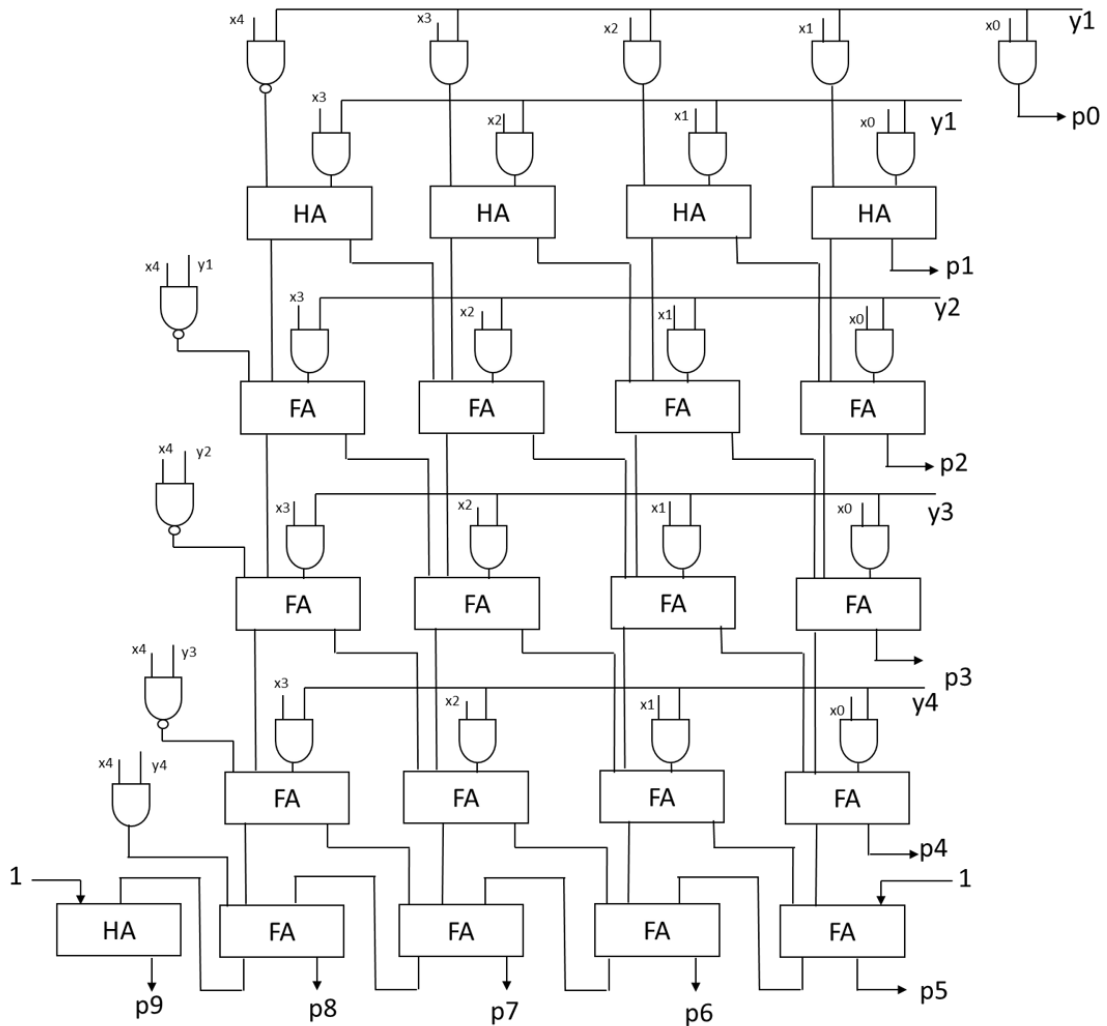 x4 x3 x2 x1 x0 y1
x3 x2 x1 x0 y1 p0
HA HA HA HA
x4 y1 p1
x3 x2 x1 x0 y2
FA FA FA FA
x4 y2 p2
x3 x2 x1 x0 y3
FA FA FA FA
x4 y3 p3
x3 x2 x1 x0 y4
x4 y4
FA FA FA FA
p4
1 1
HA FA FA FA FA
p9 p8 p7 p6 p5